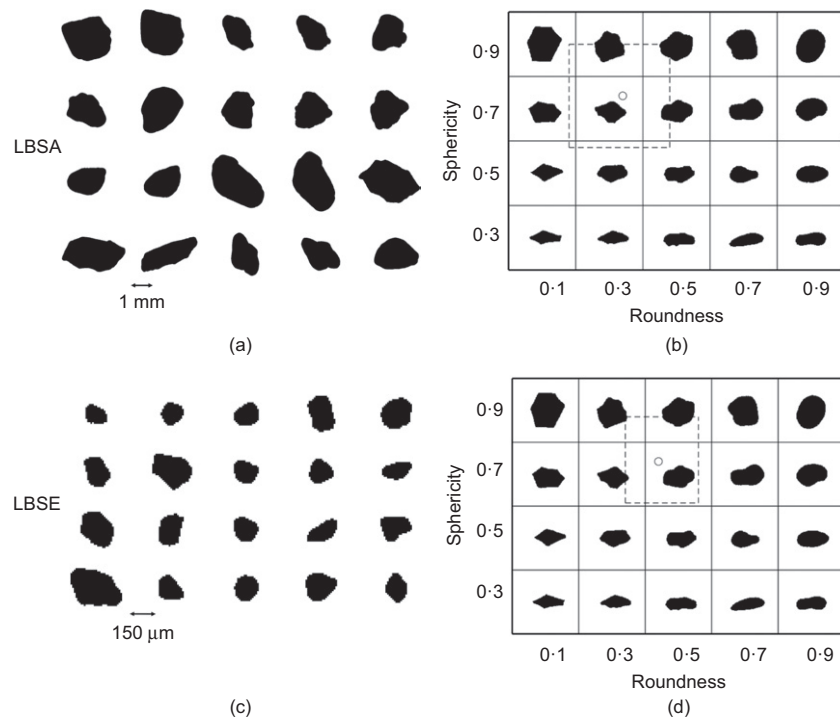 LBSA
1 mm
(a)
Sphericity
0·9
0·7
0·5
0·3
0·1 0·3 0·5 0·7 0·9
Roundness
(b)
LBSE
150 μm
(c)
Sphericity
0·9
0·7
0·5
0·3
0·1 0·3 0·5 0·7 0·9
Roundness
(d)